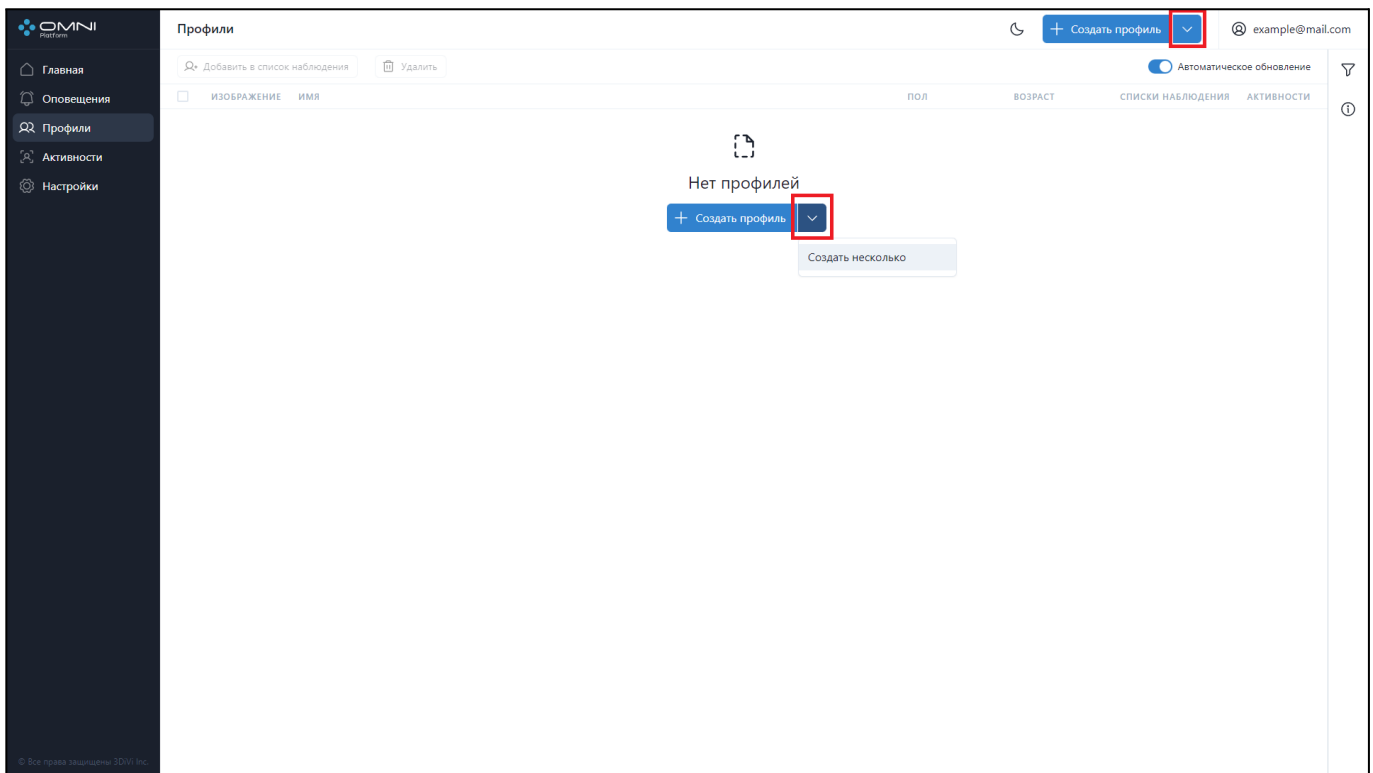 OMNI
Platform
Профили
Создать профиль
example@mail.com
Главная
Оповещения
Профили
Активности
Настройки
Добавить в список наблюдения
Удалить
Автоматическое обновление
ИЗОБРАЖЕНИЕ ИМЯ ПОЛ ВОЗРАСТ СПИСКИ НАБЛЮДЕНИЯ АКТИВНОСТИ
Нет профилей
Создать профиль
Создать несколько
© Все права защищены 3DiVi Inc.